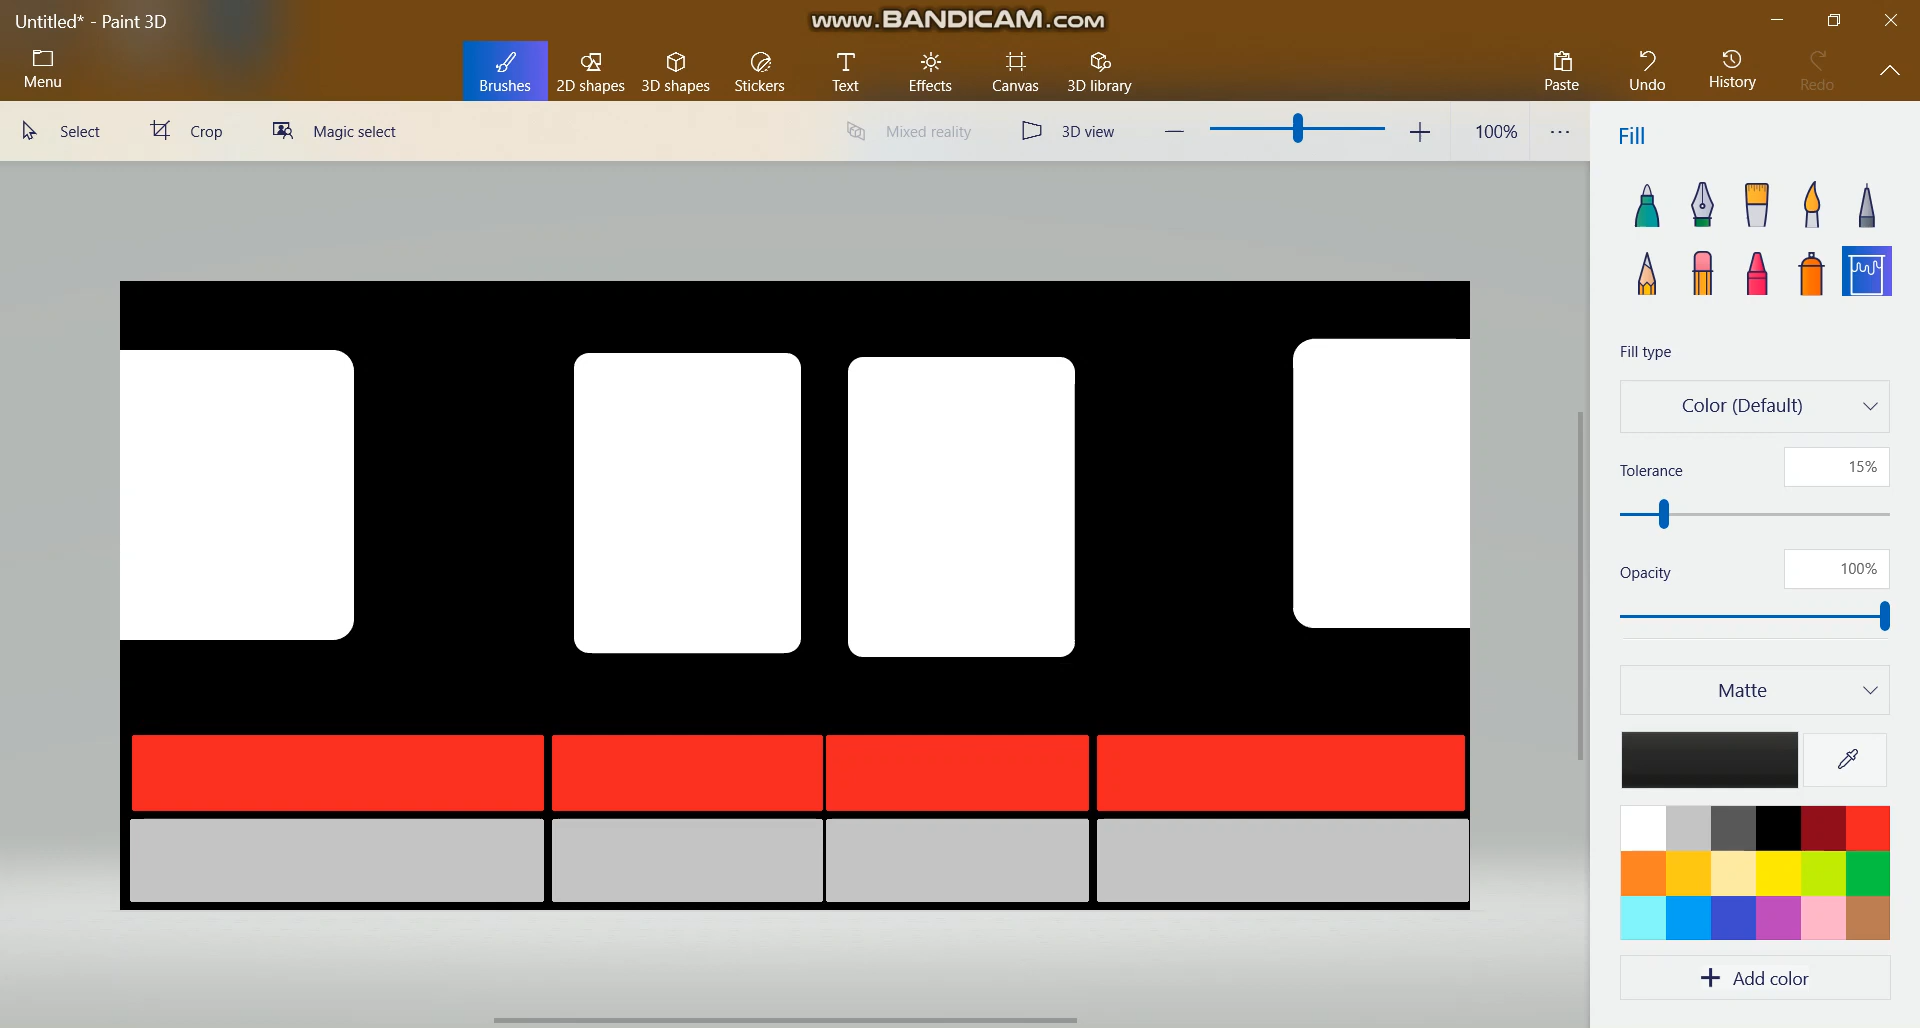 Untitled* - Paint 3D
www.BANDICAM.com
Menu
Brushes
2D shapes
3D shapes
Stickers
Text
Effects
Canvas
3D library
Paste
Undo
History
Redo
Select
Crop
Magic select
Mixed reality
3D view
100%
Fill
Fill type
Color (Default)
Tolerance
15%
Opacity
100%
Matte
Add color